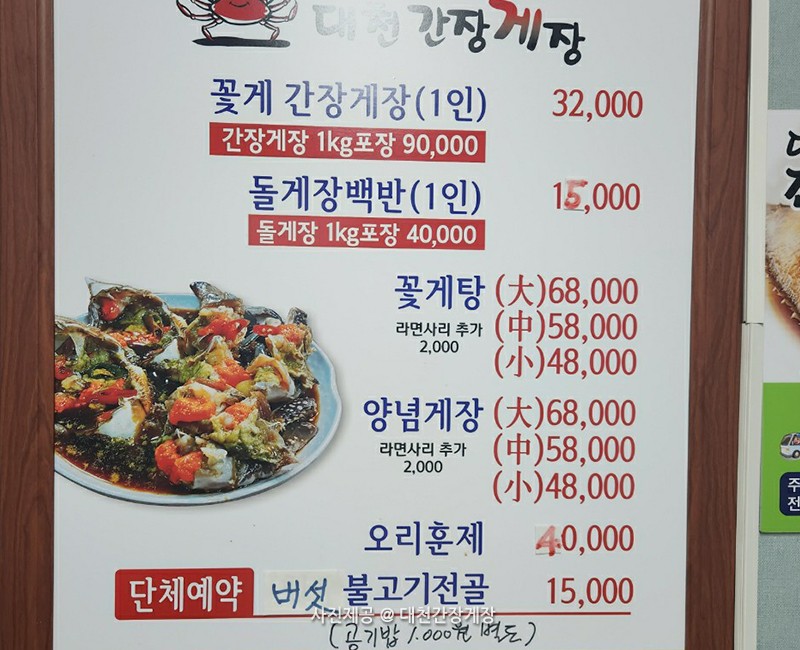 대천 간장게장
꽃게 간장게장(1인) 32,000
간장게장 1kg포장 90,000
돌게장백반(1인) 15,000
돌게장 1kg포장 40,000
꽃게탕 (大)68,000
라면사리 추가 (中)58,000
2,000
(小)48,000
양념게장 (大)68,000
라면사리 추가 (中)58,000
2,000
(小)48,000
오리훈제 40,000
단체예약 버섯 불고기전골 15,000
사진제공 @ 대천간장게장
(공기밥 1,000원 별도)